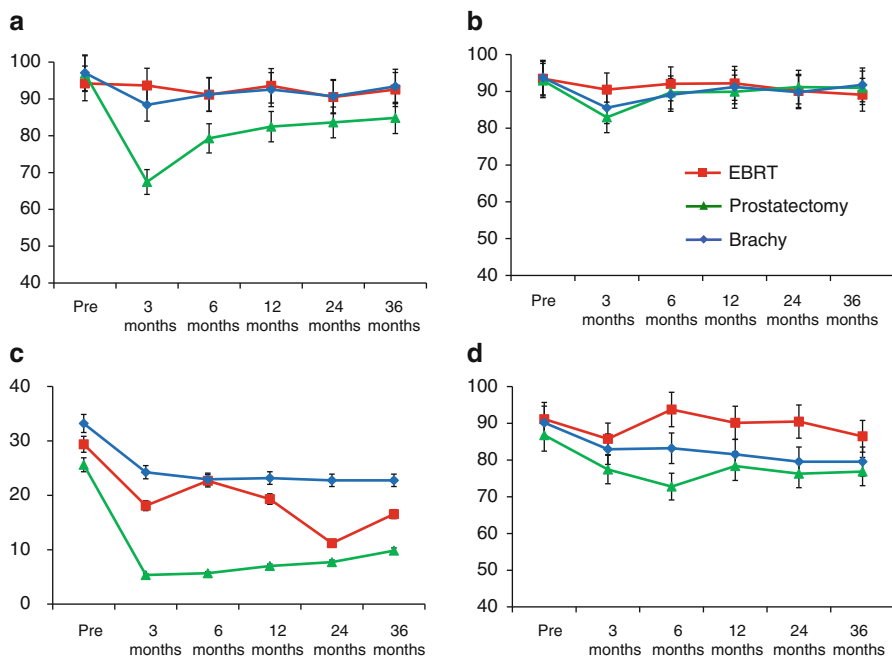 a
100
90
80
70
60
50
40
Pre
3 months
6 months
12 months
24 months
36 months
b
100
90
80
70
60
50
40
EBRT
Prostatectomy
Brachy
Pre
3 months
6 months
12 months
24 months
36 months
c
40
30
20
10
0
Pre
3 months
6 months
12 months
24 months
36 months
d
100
90
80
70
60
50
40
Pre
3 months
6 months
12 months
24 months
36 months